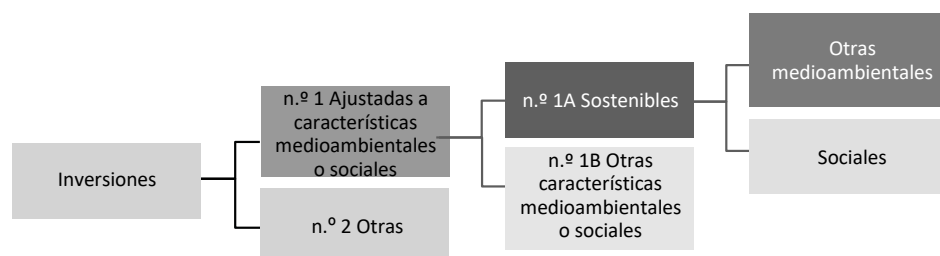 Inversiones
n.º 1 Ajustadas a
características
medioambientales
o sociales
n.º 2 Otras
n.º 1A Sostenibles
n.º 1B Otras
características
medioambientales
o sociales
Otras
medioambientales
Sociales